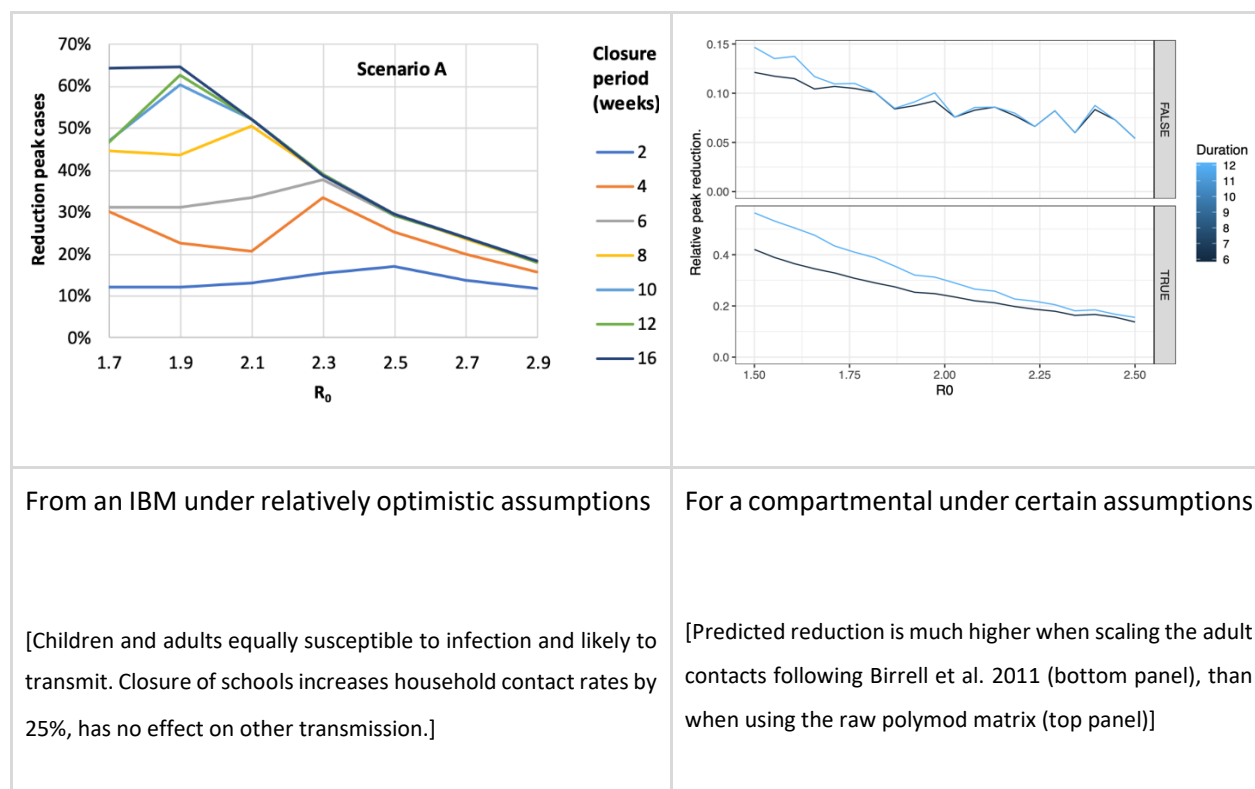 70%
60%
50%
40%
30%
20%
10%
0%
Reduction peak cases
Scenario A
1.7 1.9 2.1 2.3 2.5 2.7 2.9
R0
Closure
period
(weeks)
2
4
6
8
10
12
16
Relative peak reduction.
0.15
0.10
0.05
0.00
FALSE
0.4
0.2
0.0
TRUE
1.50 1.75 2.00 2.25 2.50
R0
Duration
12
11
10
9
8
7
6
From an IBM under relatively optimistic assumptions
[Children and adults equally susceptible to infection and likely to
transmit. Closure of schools increases household contact rates by
25%, has no effect on other transmission.]
For a compartmental under certain assumptions
[Predicted reduction is much higher when scaling the adult
contacts following Birrell et al. 2011 (bottom panel), than
when using the raw polymod matrix (top panel)]